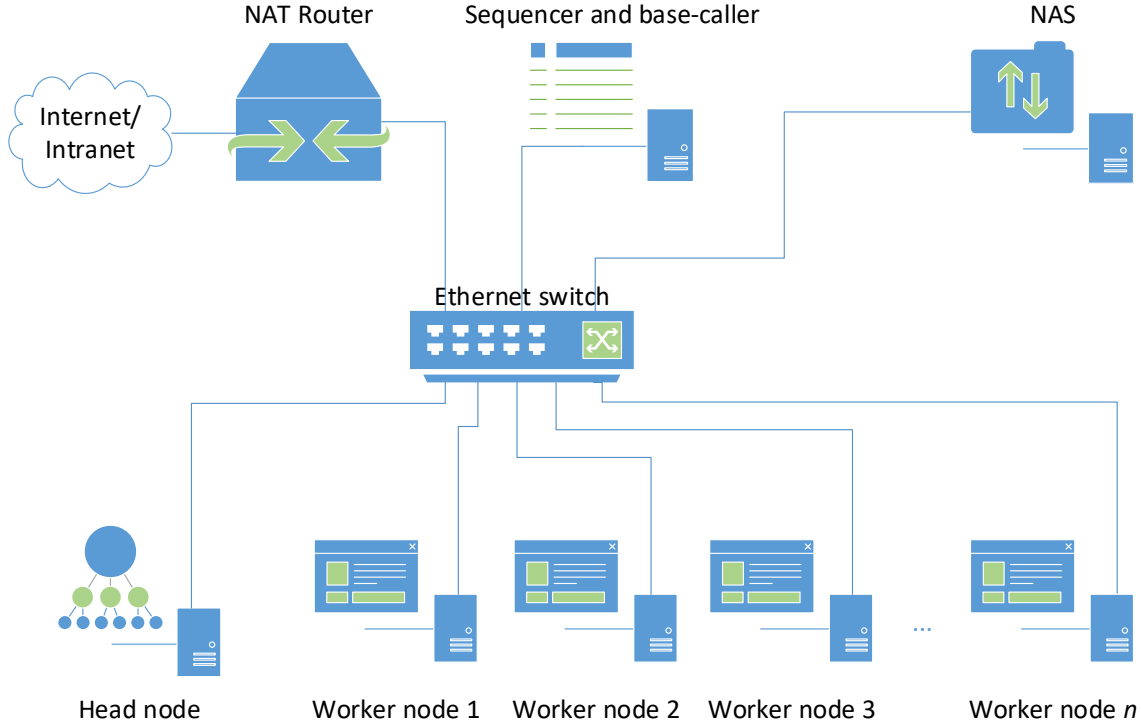 NAT Router
Sequencer and base-caller
NAS
Internet/
Intranet
Ethernet switch
...
Head node
Worker node 1
Worker node 2
Worker node 3
Worker node n